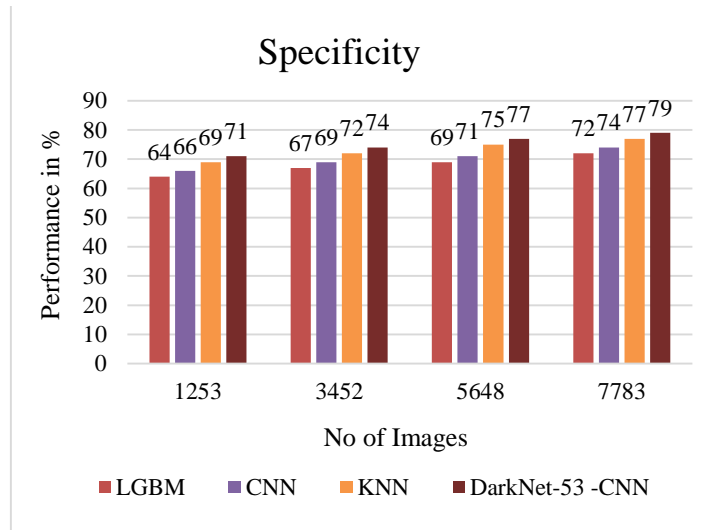 Specificity
Performance in %
90
80
70
60
50
40
30
20
10
0
64 66 69 71 67 69 72 74 69 71 75 77 72 74 77 79
1253 3452 5648 7783
No of Images
LGBM CNN KNN DarkNet-53 -CNN